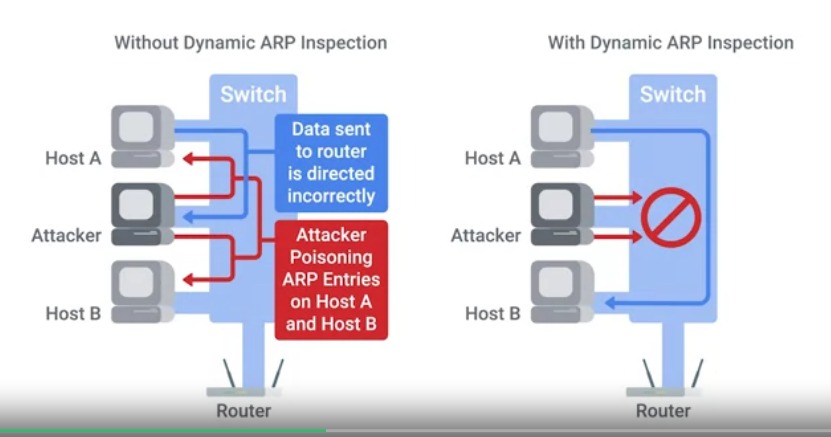 Without Dynamic ARP Inspection
Switch
Host A
Attacker
Host B
Data sent
to router
is directed
incorrectly
Attacker
Poisoning
ARP Entries
on Host A
and Host B
Router
With Dynamic ARP Inspection
Switch
Host A
Attacker
Host B
Router